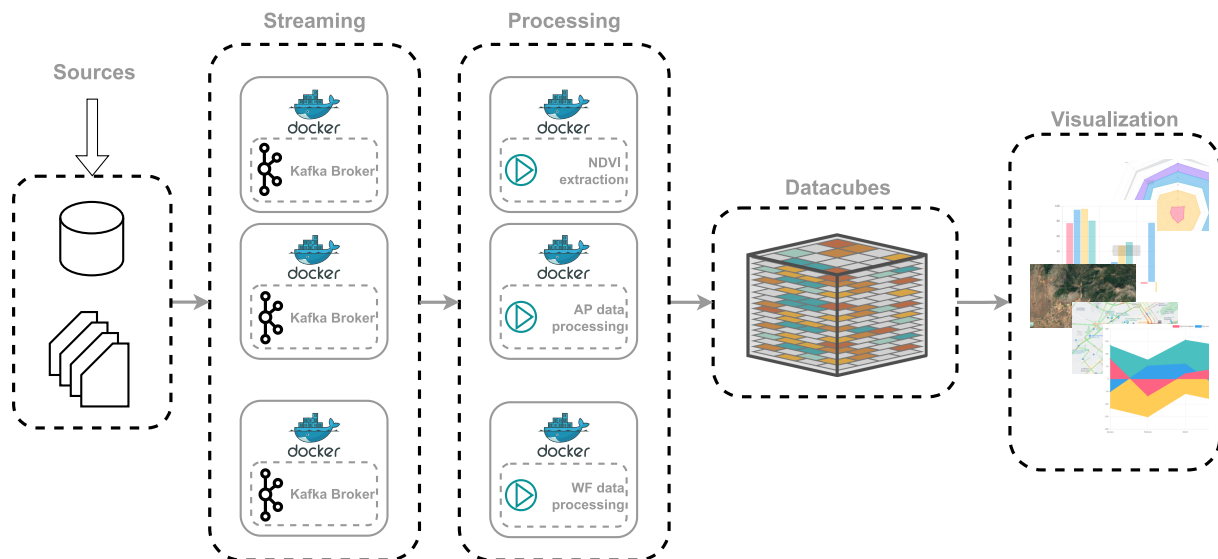 Streaming
Processing
Sources
Visualization
Datacubes
docker
Kafka Broker
docker
NDVI
extraction
docker
Kafka Broker
docker
AP data
processing
docker
Kafka Broker
docker
WF data
processing